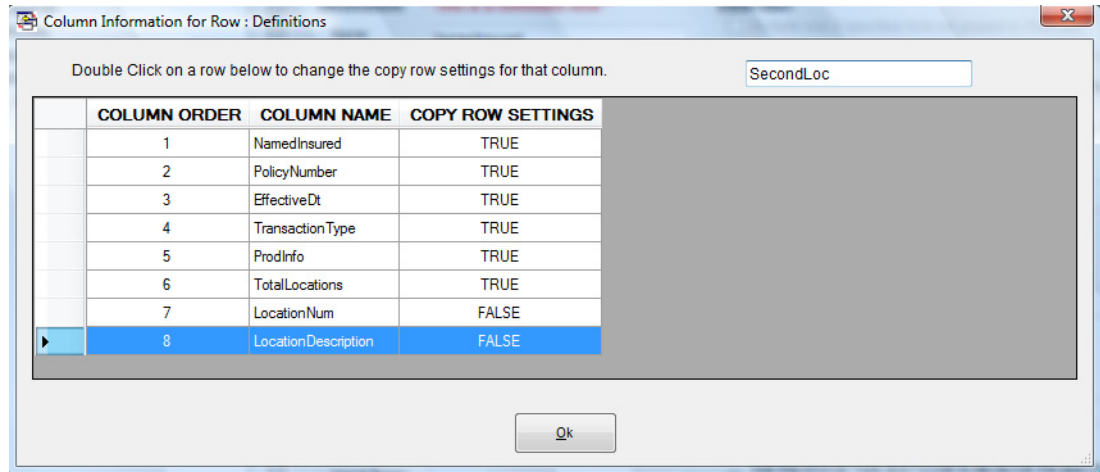 Column Information for Row : Definitions
Double Click on a row below to change the copy row settings for that column.
SecondLoc
COLUMN ORDER COLUMN NAME COPY ROW SETTINGS
1 NamedInsured TRUE
2 PolicyNumber TRUE
3 EffectiveDt TRUE
4 TransactionType TRUE
5 ProdInfo TRUE
6 TotalLocations TRUE
7 LocationNum FALSE
8 LocationDescription FALSE
Ok